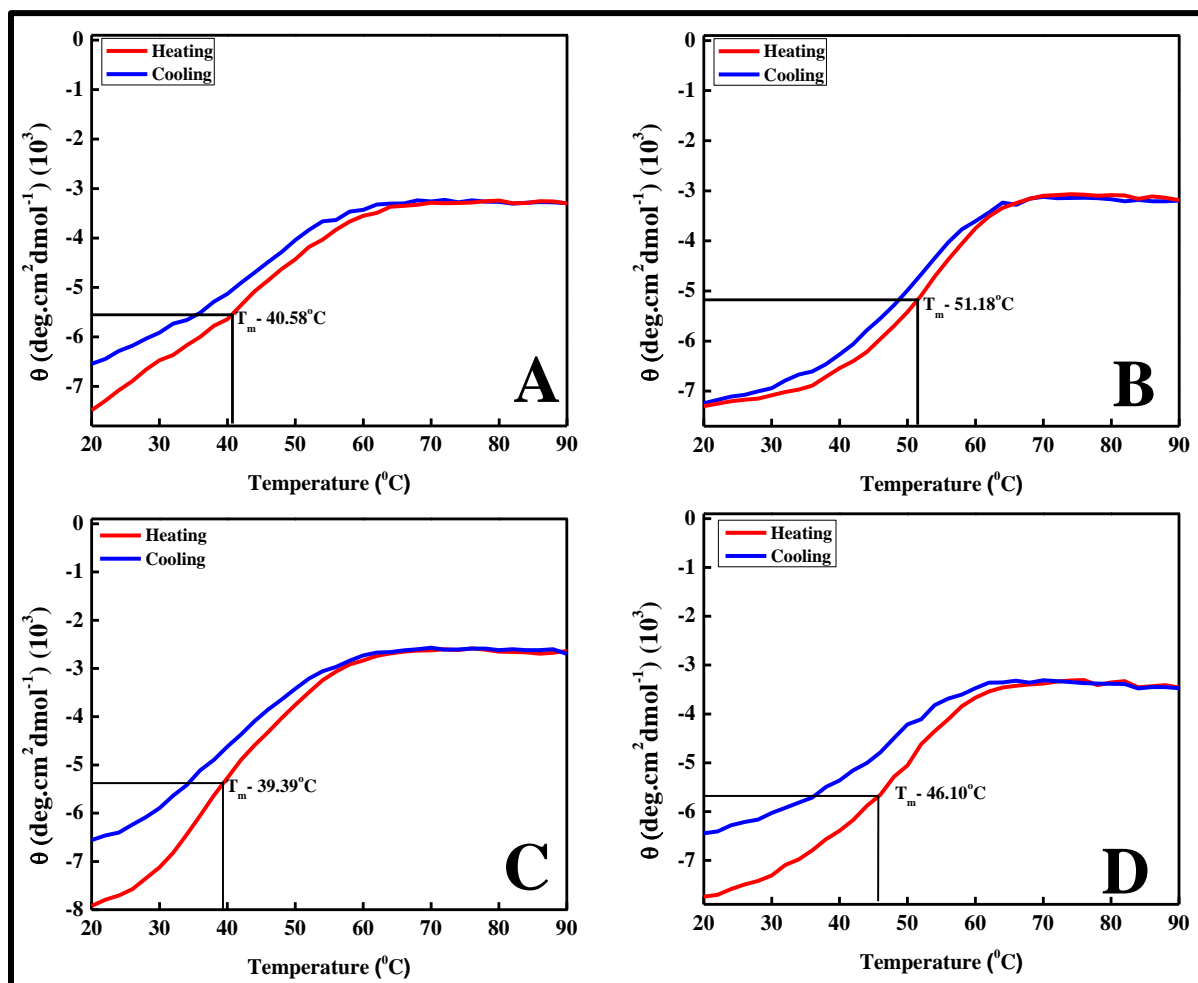 0
-1
-2
-3
-4
-5
-6
-7
θ (deg.cm²dmol⁻¹) (10³)
Heating
Cooling
Tₘ- 40.58°C
A
20 30 40 50 60 70 80 90
Temperature (⁰C)
0
-1
-2
-3
-4
-5
-6
-7
θ (deg.cm²dmol⁻¹) (10³)
Heating
Cooling
Tₘ- 51.18°C
B
20 30 40 50 60 70 80 90
Temperature (⁰C)
0
-1
-2
-3
-4
-5
-6
-7
-8
θ (deg.cm²dmol⁻¹) (10³)
Heating
Cooling
Tₘ- 39.39°C
C
20 30 40 50 60 70 80 90
Temperature (⁰C)
0
-1
-2
-3
-4
-5
-6
-7
θ (deg.cm²dmol⁻¹) (10³)
Heating
Cooling
Tₘ- 46.10°C
D
20 30 40 50 60 70 80 90
Temperature (⁰C)